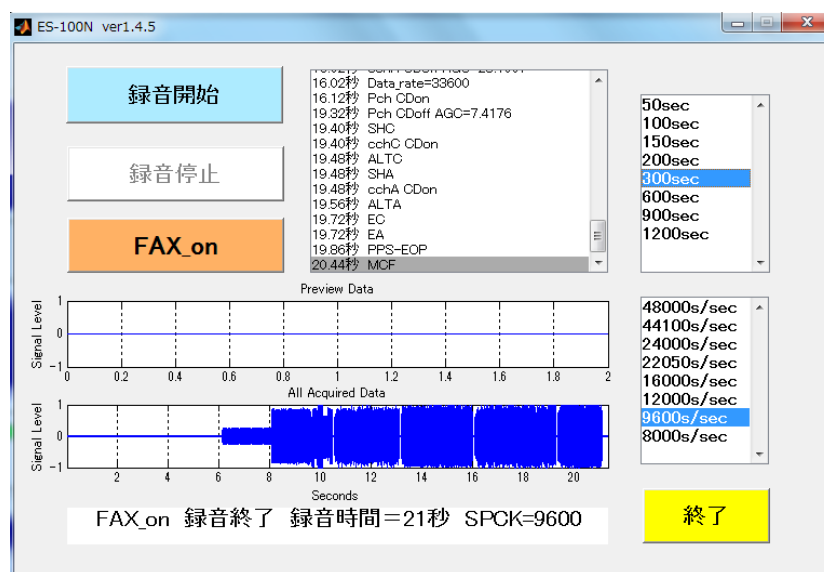 ES-100N ver1.4.5
録音開始
録音停止
FAX_on
16.02秒 Data_rate=33600
16.12秒 Pch CDon
19.32秒 Pch CDoff AGC=7.4176
19.40秒 SHC
19.40秒 cchC CDon
19.48秒 ALTC
19.48秒 SHA
19.48秒 cchA CDon
19.56秒 ALTA
19.72秒 EC
19.72秒 EA
19.86秒 PPS-EOP
20.44秒 MCF
50sec
100sec
150sec
200sec
300sec
600sec
900sec
1200sec
Preview Data
Signal Level
1
0
-1
0 0.2 0.4 0.6 0.8 1 1.2 1.4 1.6 1.8 2
All Acquired Data
Signal Level
1
0
-1
2 4 6 8 10 12 14 16 18 20
Seconds
48000s/sec
44100s/sec
24000s/sec
22050s/sec
16000s/sec
12000s/sec
9600s/sec
8000s/sec
FAX_on 録音終了 録音時間＝21秒 SPCK=9600
終了